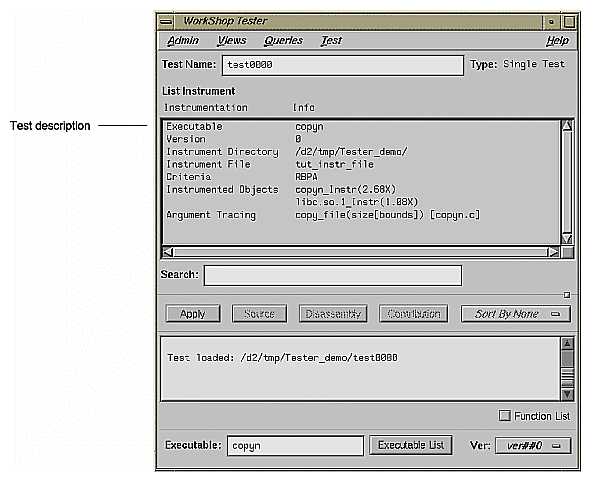 WorkShop Tester
Admin Views Queries Test Help
Test Name: test0000 Type: Single Test
List Instrument
Instrumentation Info
Test description
Executable copyn
Version 0
Instrument Directory /d2/tmp/Tester_demo/
Instrument File tut_instr_file
Criteria RBPA
Instrumented Objects copyn_Instr(2.68X)
libc.so.1_Instr(1.08X)
Argument Tracing copy_file(size[bounds]) [copyn.c]
Search:
Apply Source Disassembly Contribution Sort By None
Test loaded: /d2/tmp/Tester_demo/test0000
Function List
Executable: copyn Executable List Ver: ver##0